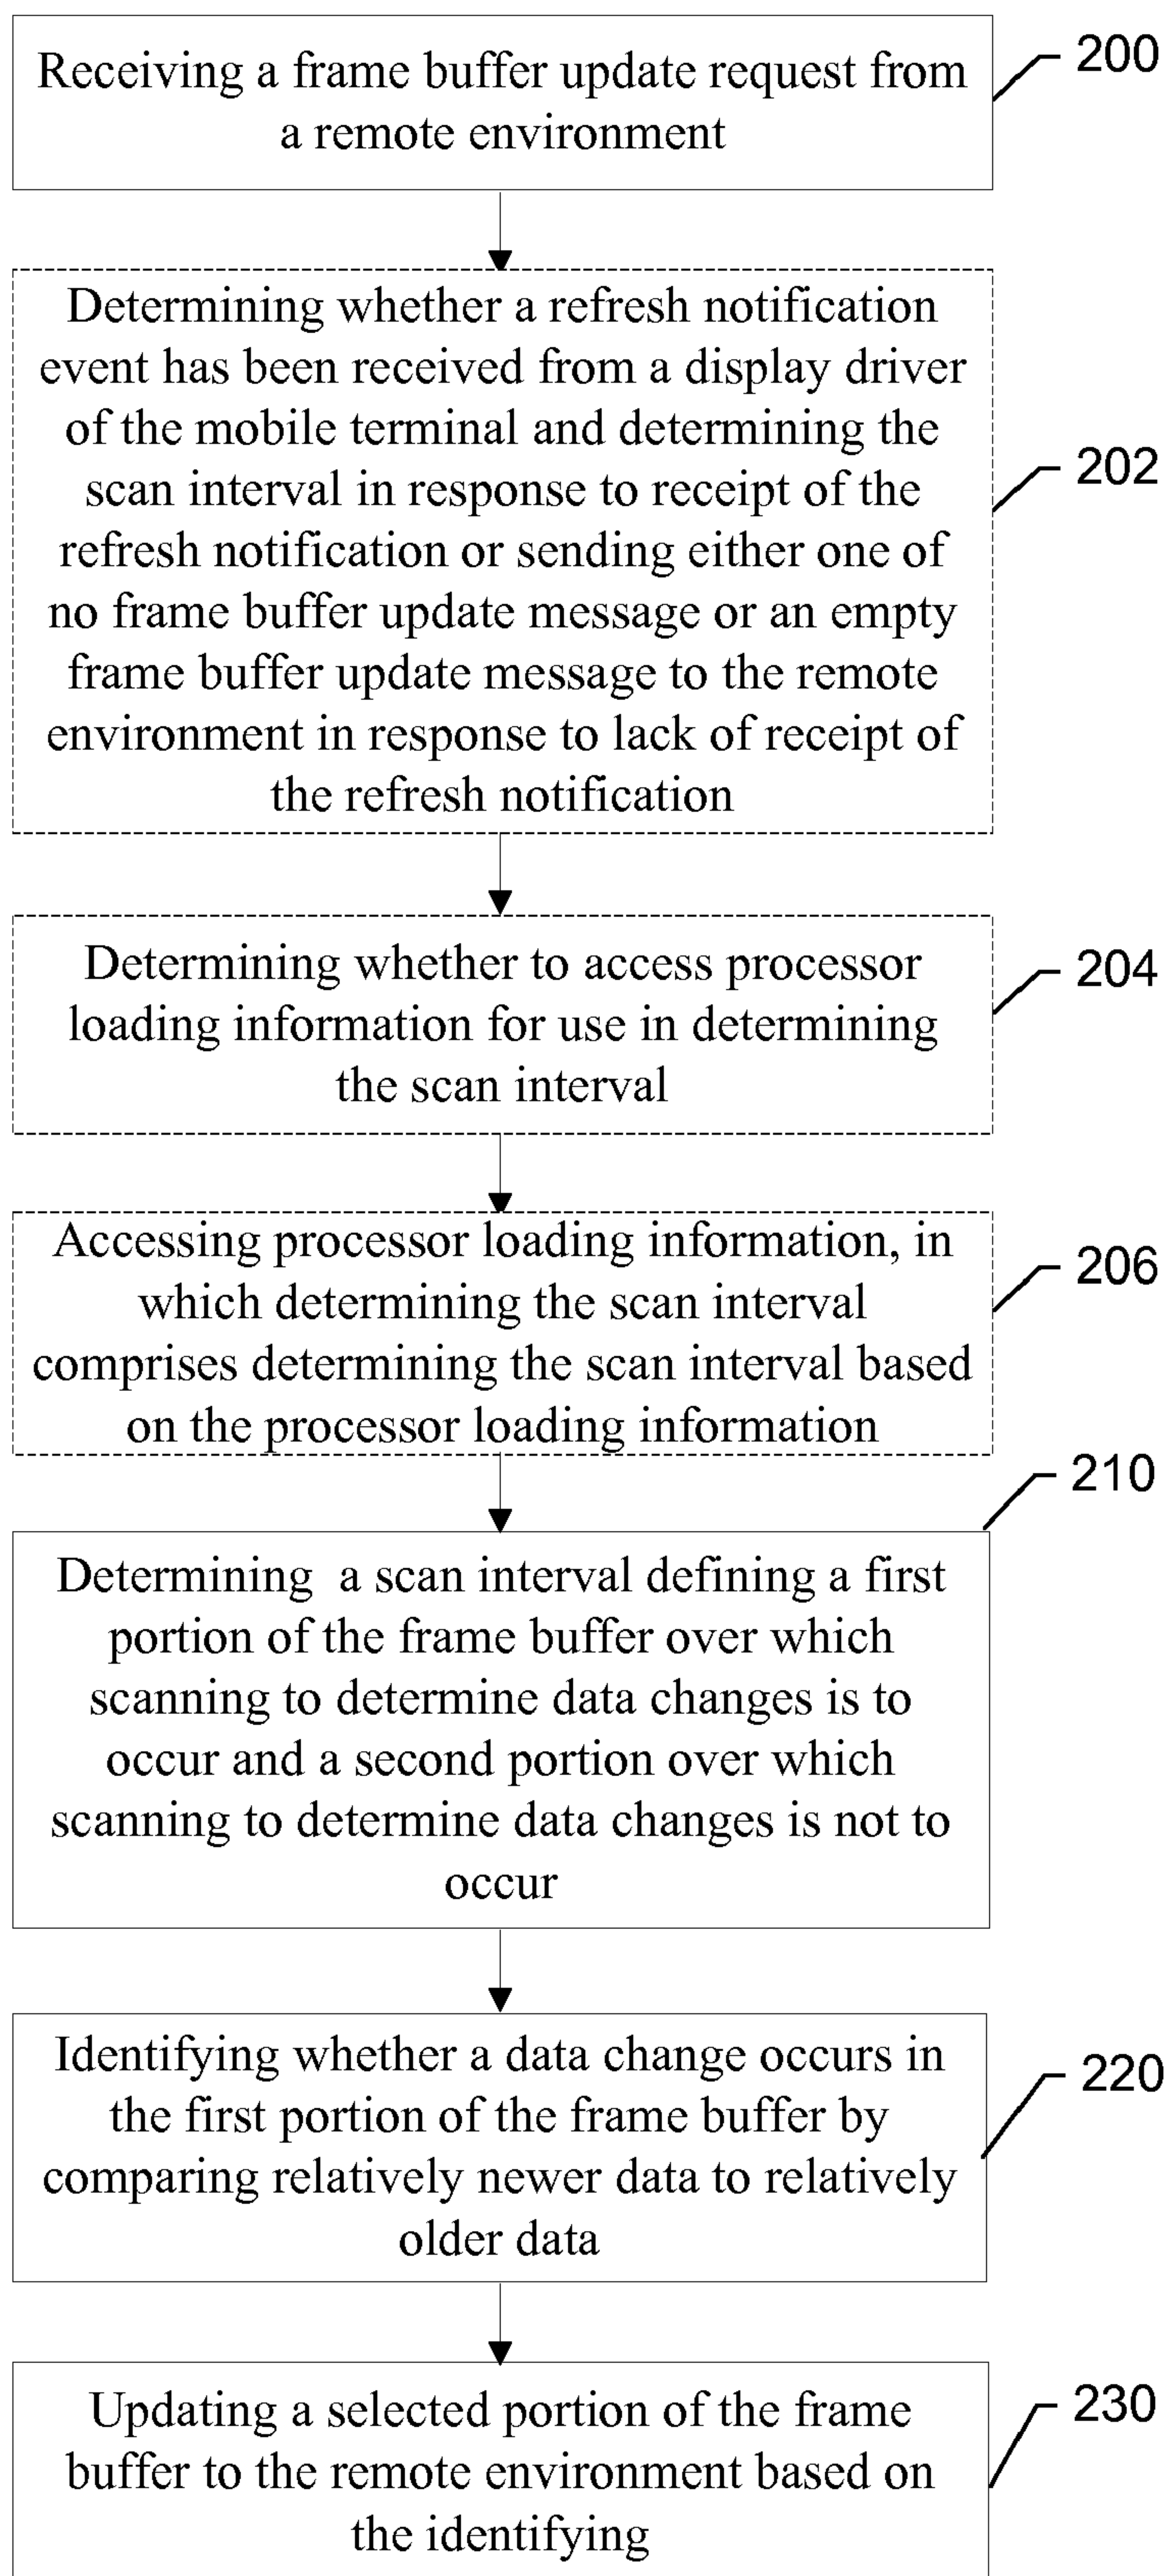 Receiving a frame buffer update request from
a remote environment
200
Determining whether a refresh notification
event has been received from a display driver
of the mobile terminal and determining the
scan interval in response to receipt of the
refresh notification or sending either one of
no frame buffer update message or an empty
frame buffer update message to the remote
environment in response to lack of receipt of
the refresh notification
202
Determining whether to access processor
loading information for use in determining
the scan interval
204
Accessing processor loading information, in
which determining the scan interval
comprises determining the scan interval based
on the processor loading information
206
210
Determining a scan interval defining a first
portion of the frame buffer over which
scanning to determine data changes is to
occur and a second portion over which
scanning to determine data changes is not to
occur
Identifying whether a data change occurs in
the first portion of the frame buffer by
comparing relatively newer data to relatively
older data
220
Updating a selected portion of the frame
buffer to the remote environment based on
the identifying
230